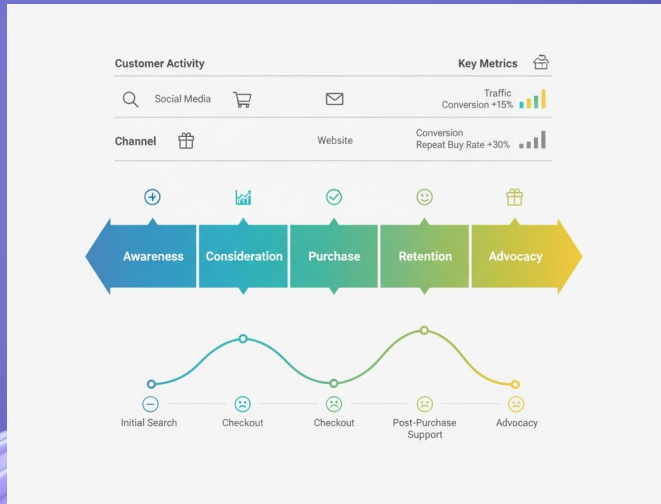 Customer Activity
Key Metrics
Social Media
Traffic
Conversion +15%
Channel
Website
Conversion
Repeat Buy Rate +30%
Awareness
Consideration
Purchase
Retention
Advocacy
Initial Search
Checkout
Checkout
Post-Purchase
Support
Advocacy